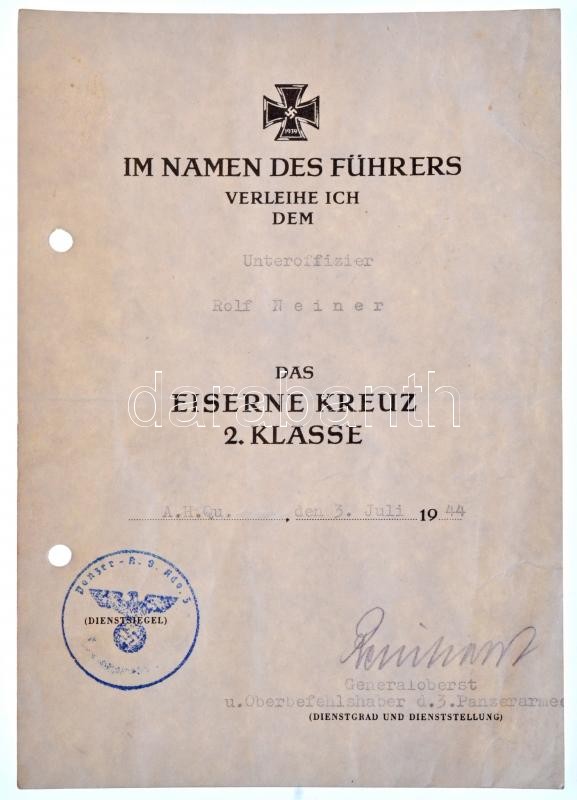 1939
IM NAMEN DES FÜHRERS
VERLEIHE ICH
DEM
Unteroffizier
Rolf Neiner
DAS
EISERNE KREUZ
2. KLASSE
darabanth
A.H.Qu. , den 3. Juli 1944
(DIENSTSIEGEL)
Generaloberst
u.Oberbefehlshaber d.3.Panzerarmee
(DIENSTGRAD UND DIENSTSTELLUNG)